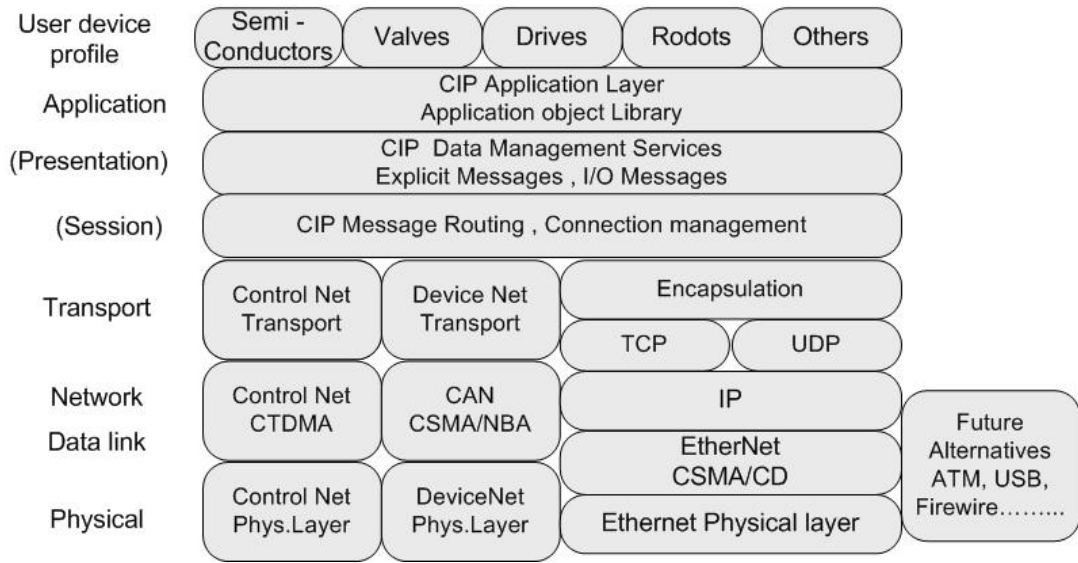 User device
profile
Semi -
Conductors
Valves
Drives
Rodots
Others
Application
CIP Application Layer
Application object Library
(Presentation)
CIP Data Management Services
Explicit Messages , I/O Messages
(Session)
CIP Message Routing , Connection management
Transport
Control Net
Transport
Device Net
Transport
Encapsulation
TCP
UDP
Network
Data link
Control Net
CTDMA
CAN
CSMA/NBA
IP
EtherNet
CSMA/CD
Future
Alternatives
ATM, USB,
Firewire……...
Physical
Control Net
Phys.Layer
DeviceNet
Phys.Layer
Ethernet Physical layer